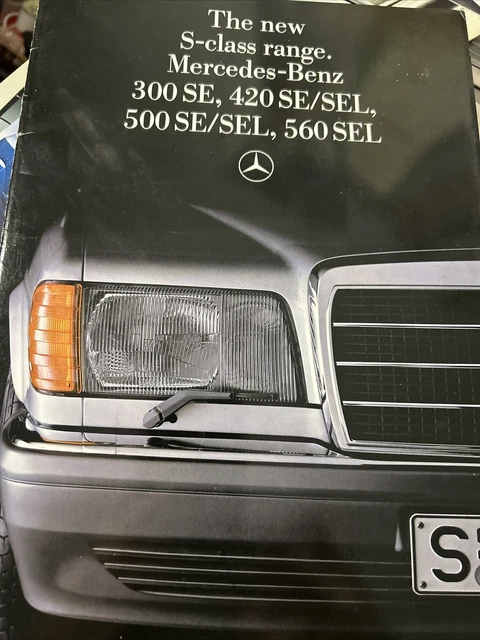 The new
S-class range.
Mercedes-Benz
300 SE, 420 SE/SEL,
500 SE/SEL, 560 SEL
S